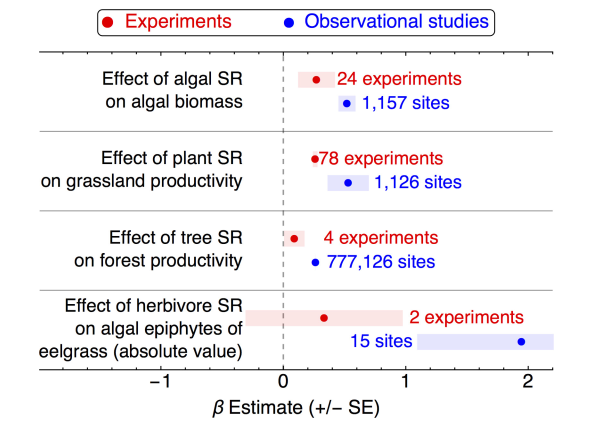 Experiments
Observational studies
Effect of algal SR
on algal biomass
24 experiments
1,157 sites
Effect of plant SR
on grassland productivity
78 experiments
1,126 sites
Effect of tree SR
on forest productivity
4 experiments
777,126 sites
Effect of herbivore SR
on algal epiphytes of
eelgrass (absolute value)
2 experiments
15 sites
−1 0 1 2
β Estimate (+/− SE)